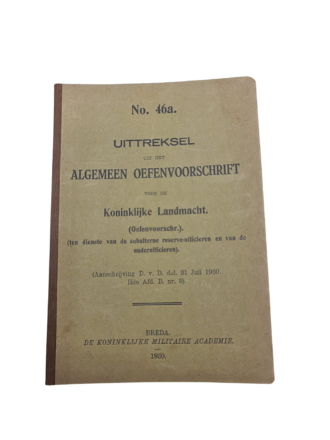 No. 46a.
UITTREKSEL
UIT HET
ALGEMEEN OEFENVOORSCHRIFT
VOOR DE
Koninklijke Landmacht.
(Oefenvoorschr.).
(ten dienste van de subalterne reserve-officieren en van de
onderofficieren).
(Aanschrijving D. v. D. dd. 31 Juli 1930,
IIde Afd. B. nr. 8).
BREDA.
DE KONINKLIJKE MILITAIRE ACADEMIE.
1930.